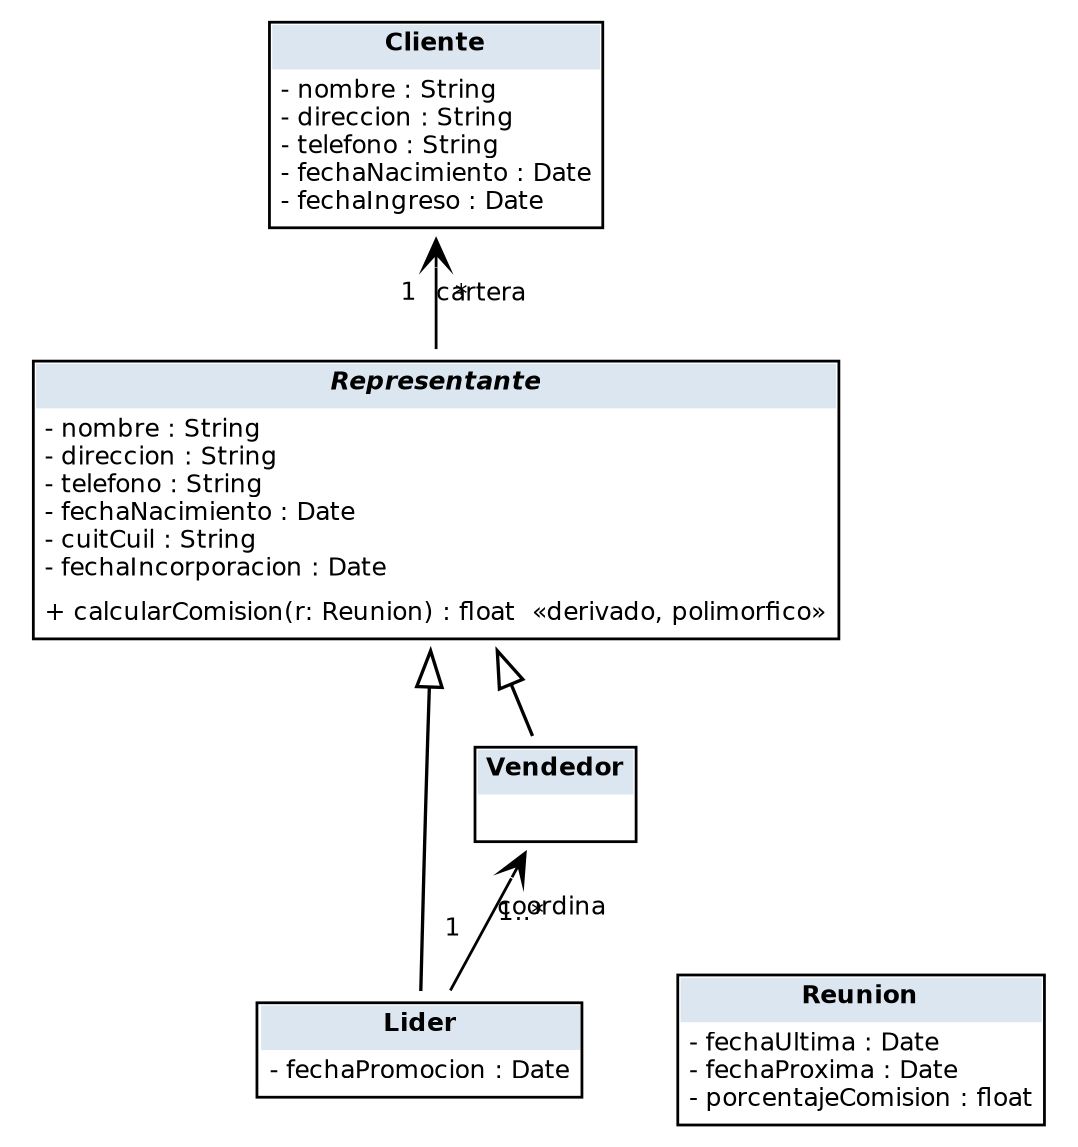 Cliente
- nombre : String
- direccion : String
- telefono : String
- fechaNacimiento : Date
- fechaIngreso : Date
1
cartera
*
Representante
- nombre : String
- direccion : String
- telefono : String
- fechaNacimiento : Date
- cuitCuil : String
- fechaIncorporacion : Date
+ calcularComision(r: Reunion) : float «derivado, polimorfico»
Vendedor
coordina
1..*
1
Lider
- fechaPromocion : Date
Reunion
- fechaUltima : Date
- fechaProxima : Date
- porcentajeComision : float